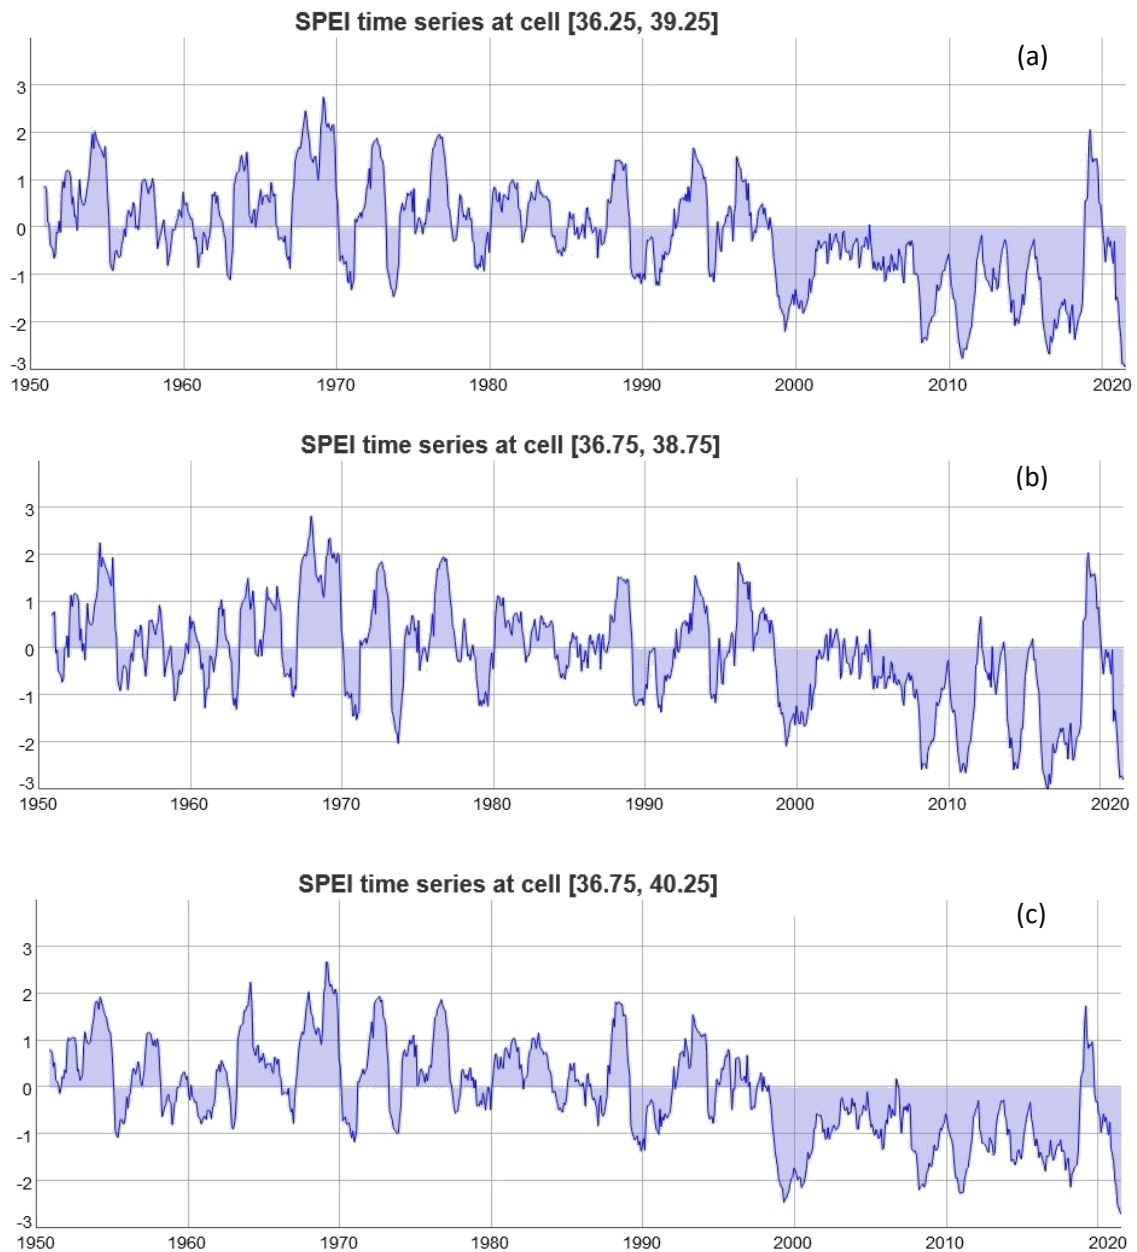 SPEI time series at cell [36.25, 39.25]
(a)
3
2
1
0
-1
-2
-3
1950 1960 1970 1980 1990 2000 2010 2020
SPEI time series at cell [36.75, 38.75]
(b)
3
2
1
0
-1
-2
-3
1950 1960 1970 1980 1990 2000 2010 2020
SPEI time series at cell [36.75, 40.25]
(c)
3
2
1
0
-1
-2
-3
1950 1960 1970 1980 1990 2000 2010 2020